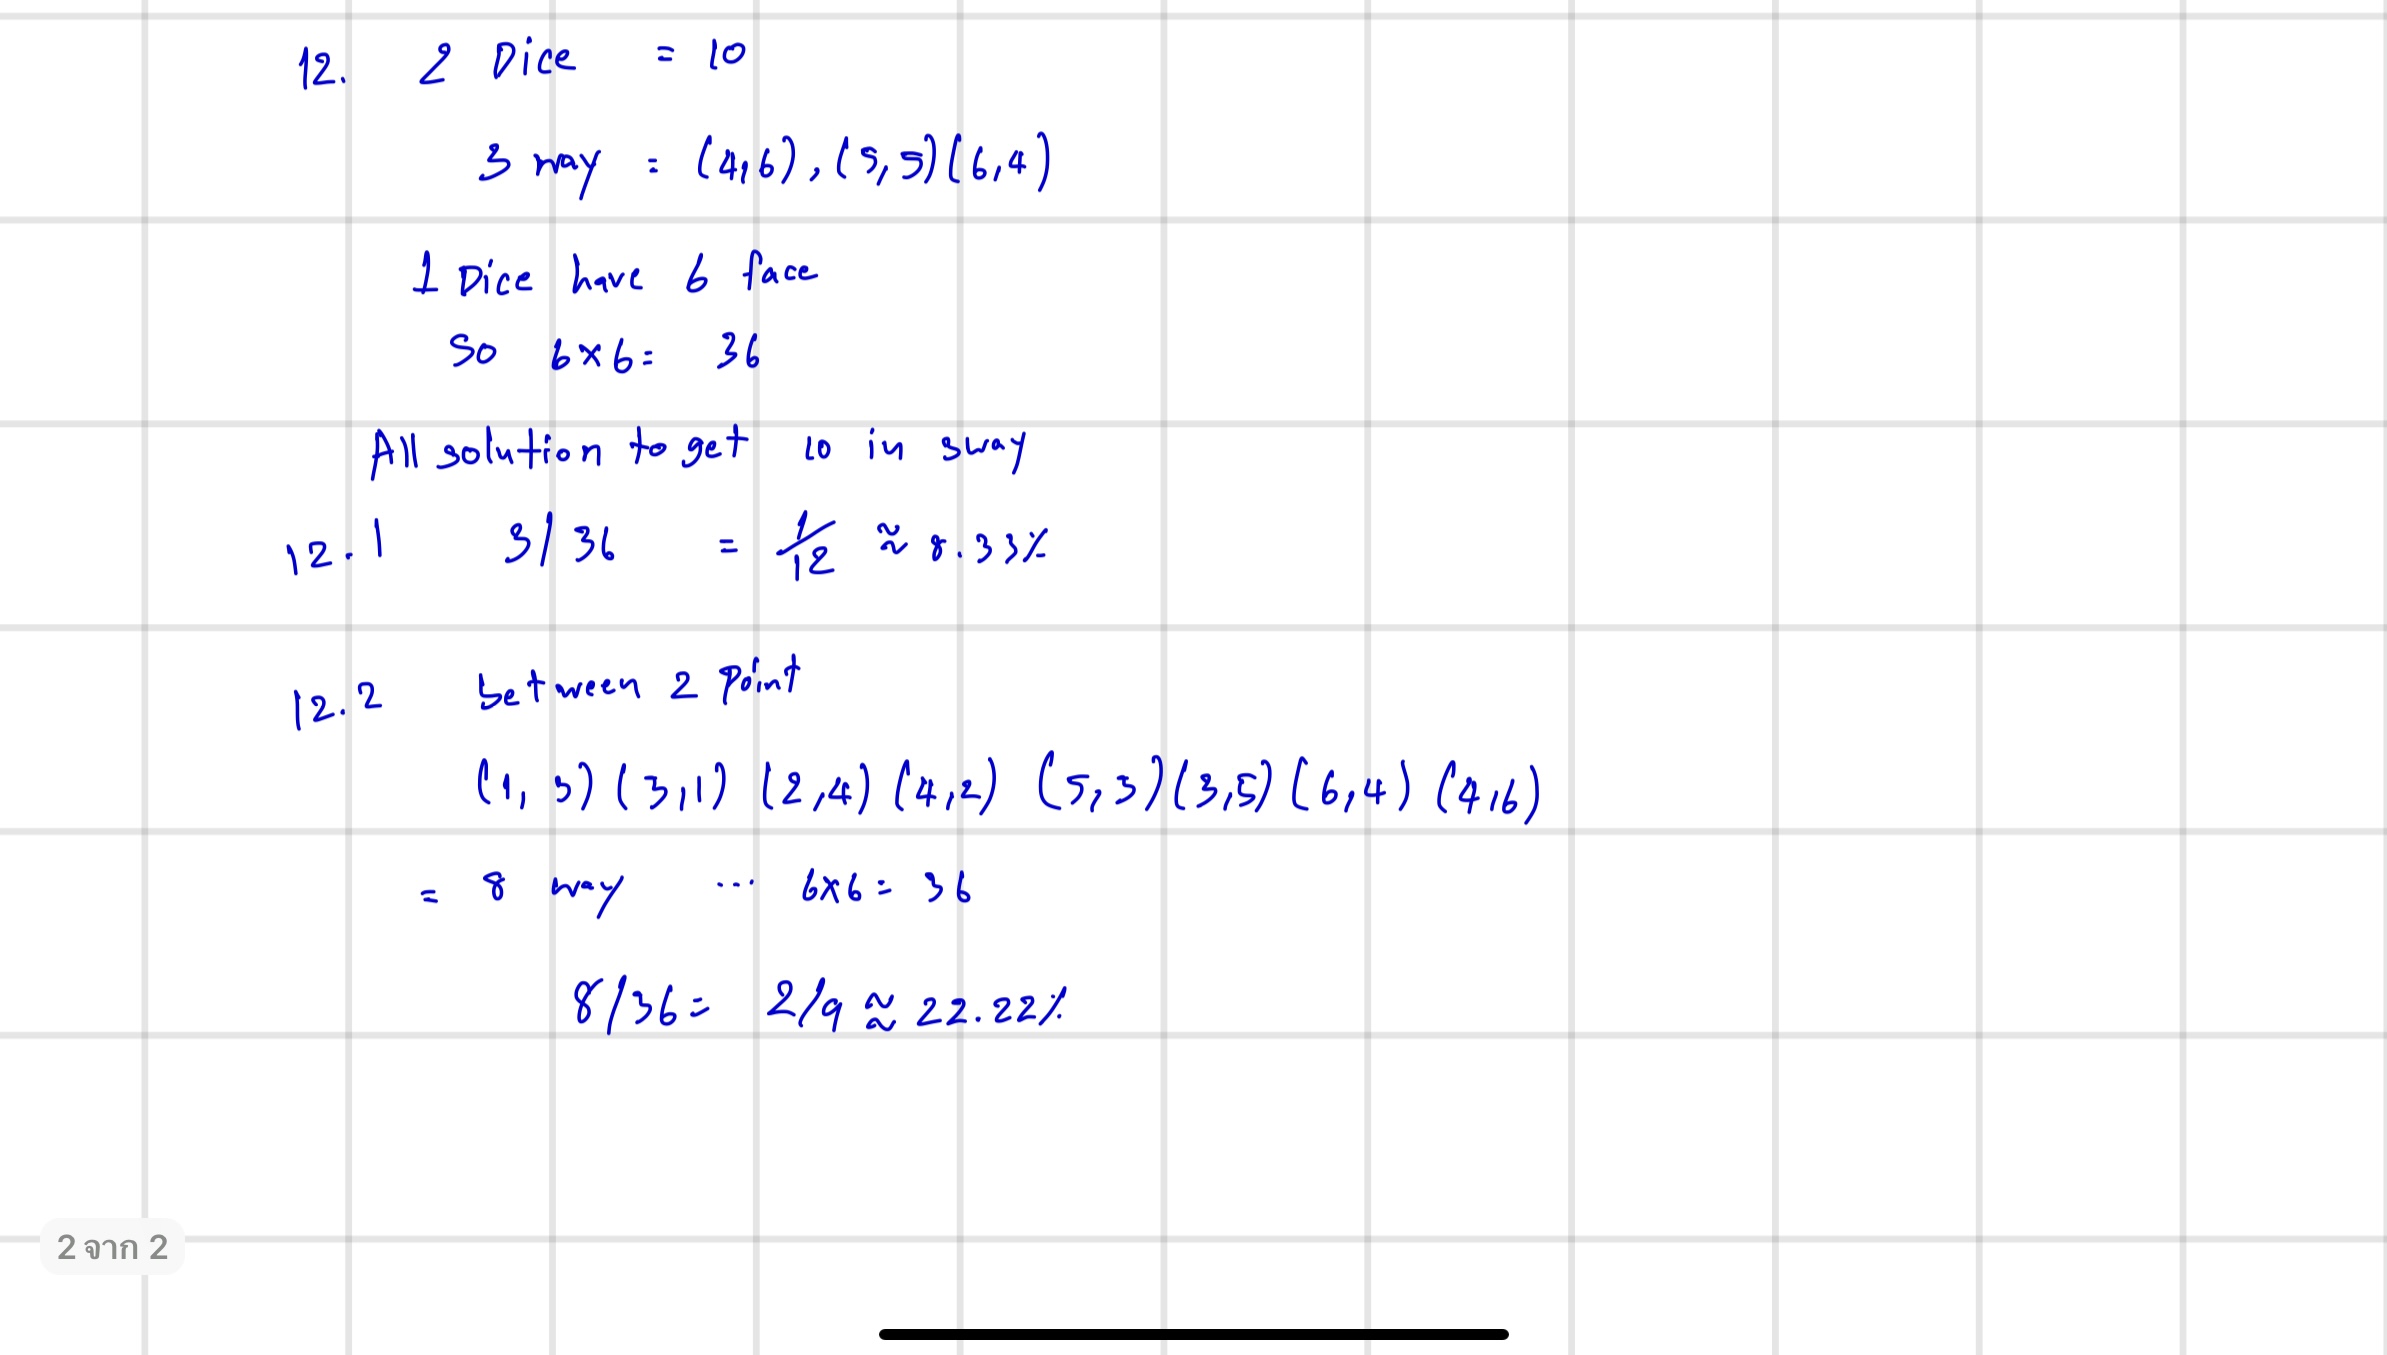 12. 2 Dice = 10
3 way = (4,6), (5,5)(6,4)
1 Dice have 6 face
so 6×6= 36
All solution to get 10 in 3way
12.1 3/36 = 1/12 ≈ 8.33%
12.2 between 2 Point
(1,3)(3,1)(2,4)(4,2)(5,3)(3,5)(6,4)(4,6)
= 8 way ... 6×6= 36
8/36= 2/9 ≈ 22.22%
2 จาก 2